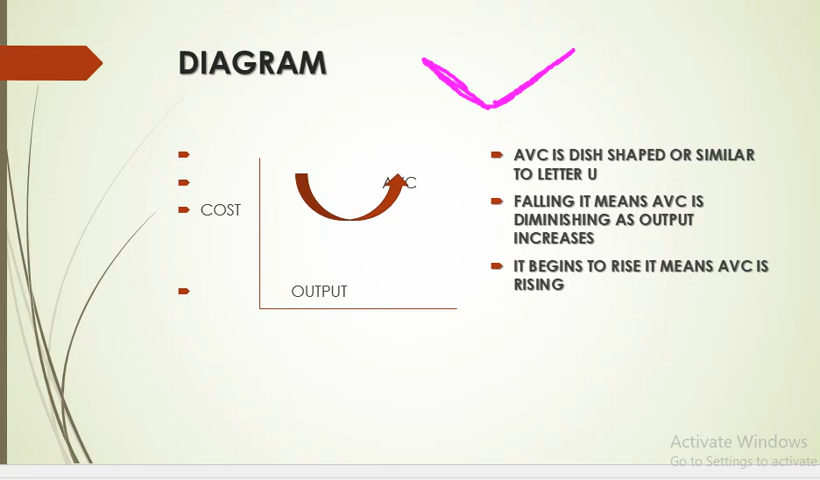 DIAGRAM
COST
AVC
OUTPUT
AVC IS DISH SHAPED OR SIMILAR
TO LETTER U
FALLING IT MEANS AVC IS
DIMINISHING AS OUTPUT
INCREASES
IT BEGINS TO RISE IT MEANS AVC IS
RISING
Activate Windows
Go to Settings to activate